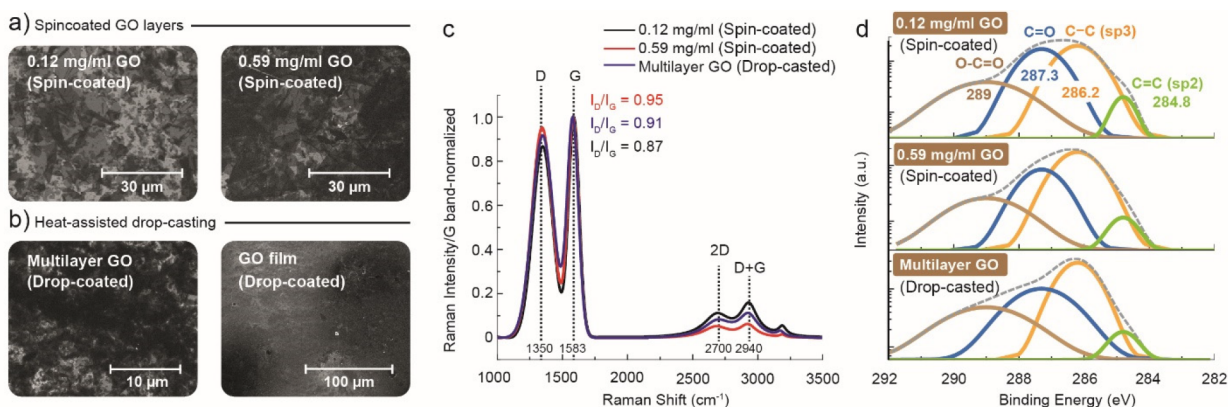 a) Spincoated GO layers
0.12 mg/ml GO
(Spin-coated)
30 μm
0.59 mg/ml GO
(Spin-coated)
30 μm
b) Heat-assisted drop-casting
Multilayer GO
(Drop-coated)
10 μm
GO film
(Drop-coated)
100 μm
c
0.12 mg/ml (Spin-coated)
0.59 mg/ml (Spin-coated)
Multilayer GO (Drop-casted)
D
G
I_D/I_G = 0.95
I_D/I_G = 0.91
I_D/I_G = 0.87
2D
D+G
1.0
0.8
0.6
0.4
0.2
0
Raman Intensity/G band-normalized
1350
1583
2700
2940
1000
1500
2000
2500
3000
3500
Raman Shift (cm⁻¹)
d
0.12 mg/ml GO
(Spin-coated)
C=O
C−C (sp3)
O-C=O
287.3
289
286.2
C=C (sp2)
284.8
0.59 mg/ml GO
(Spin-coated)
Multilayer GO
(Drop-casted)
Intensity (a.u.)
292
290
288
286
284
282
Binding Energy (eV)